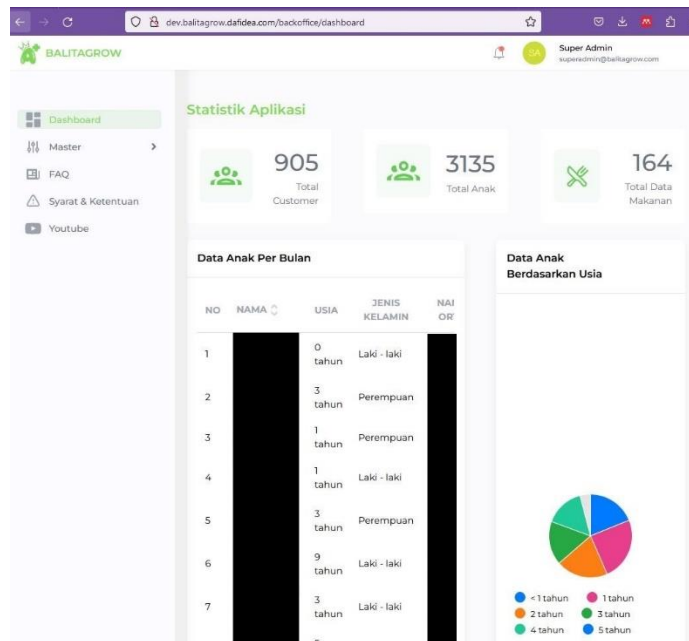 dev.balitagrow.dafidea.com/backoffice/dashboard
BALITAGROW
SA
Super Admin
superadmin@balitagrow.com
Dashboard
Master
FAQ
Syarat & Ketentuan
Youtube
Statistik Aplikasi
905
Total
Customer
3135
Total Anak
164
Total Data
Makanan
Data Anak Per Bulan
NO NAMA USIA JENIS KELAMIN NAI OR
1 0 tahun Laki - laki
2 3 tahun Perempuan
3 1 tahun Perempuan
4 1 tahun Laki - laki
5 3 tahun Perempuan
6 9 tahun Laki - laki
7 3 tahun Laki - laki
Data Anak
Berdasarkan Usia
<1 tahun 1 tahun
2 tahun 3 tahun
4 tahun 5 tahun